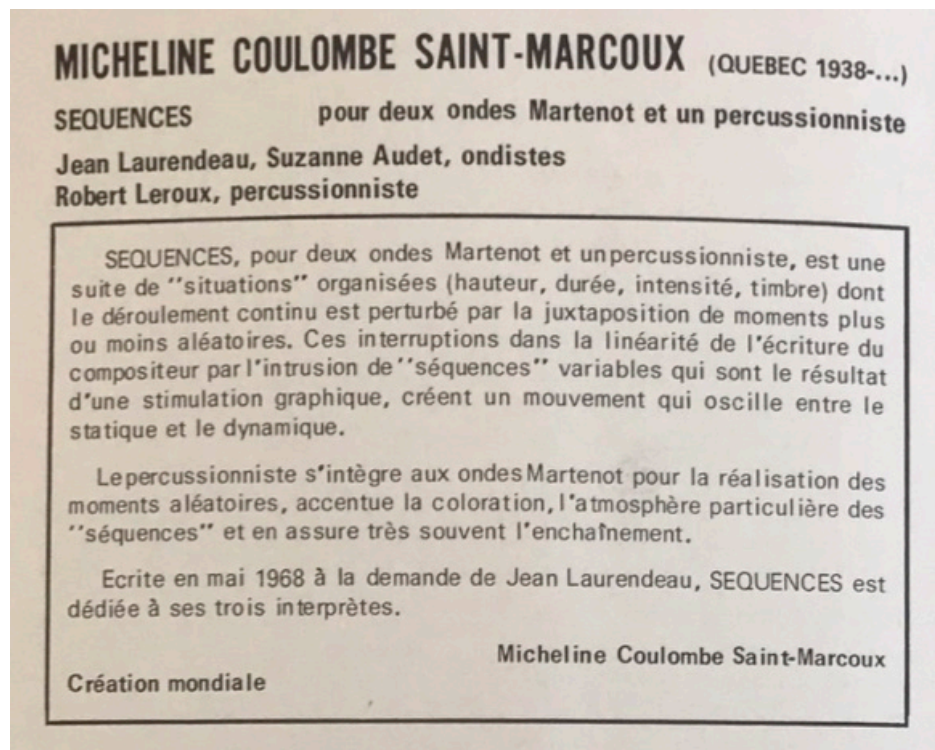 MICHELINE COULOMBE SAINT-MARCOUX (QUEBEC 1938-...)
SEQUENCES pour deux ondes Martenot et un percussionniste
Jean Laurendeau, Suzanne Audet, ondistes
Robert Leroux, percussionniste
SEQUENCES, pour deux ondes Martenot et un percussionniste, est une
suite de "situations" organisées (hauteur, durée, intensité, timbre) dont
le déroulement continu est perturbé par la juxtaposition de moments plus
ou moins aléatoires. Ces interruptions dans la linéarité de l'écriture du
compositeur par l'intrusion de "séquences" variables qui sont le résultat
d'une stimulation graphique, créent un mouvement qui oscille entre le
statique et le dynamique.
Le percussionniste s'intègre aux ondes Martenot pour la réalisation des
moments aléatoires, accentue la coloration, l'atmosphère particulière des
"séquences" et en assure très souvent l'enchaînement.
Ecrite en mai 1968 à la demande de Jean Laurendeau, SEQUENCES est
dédiée à ses trois interprètes.
Micheline Coulombe Saint-Marcoux
Création mondiale